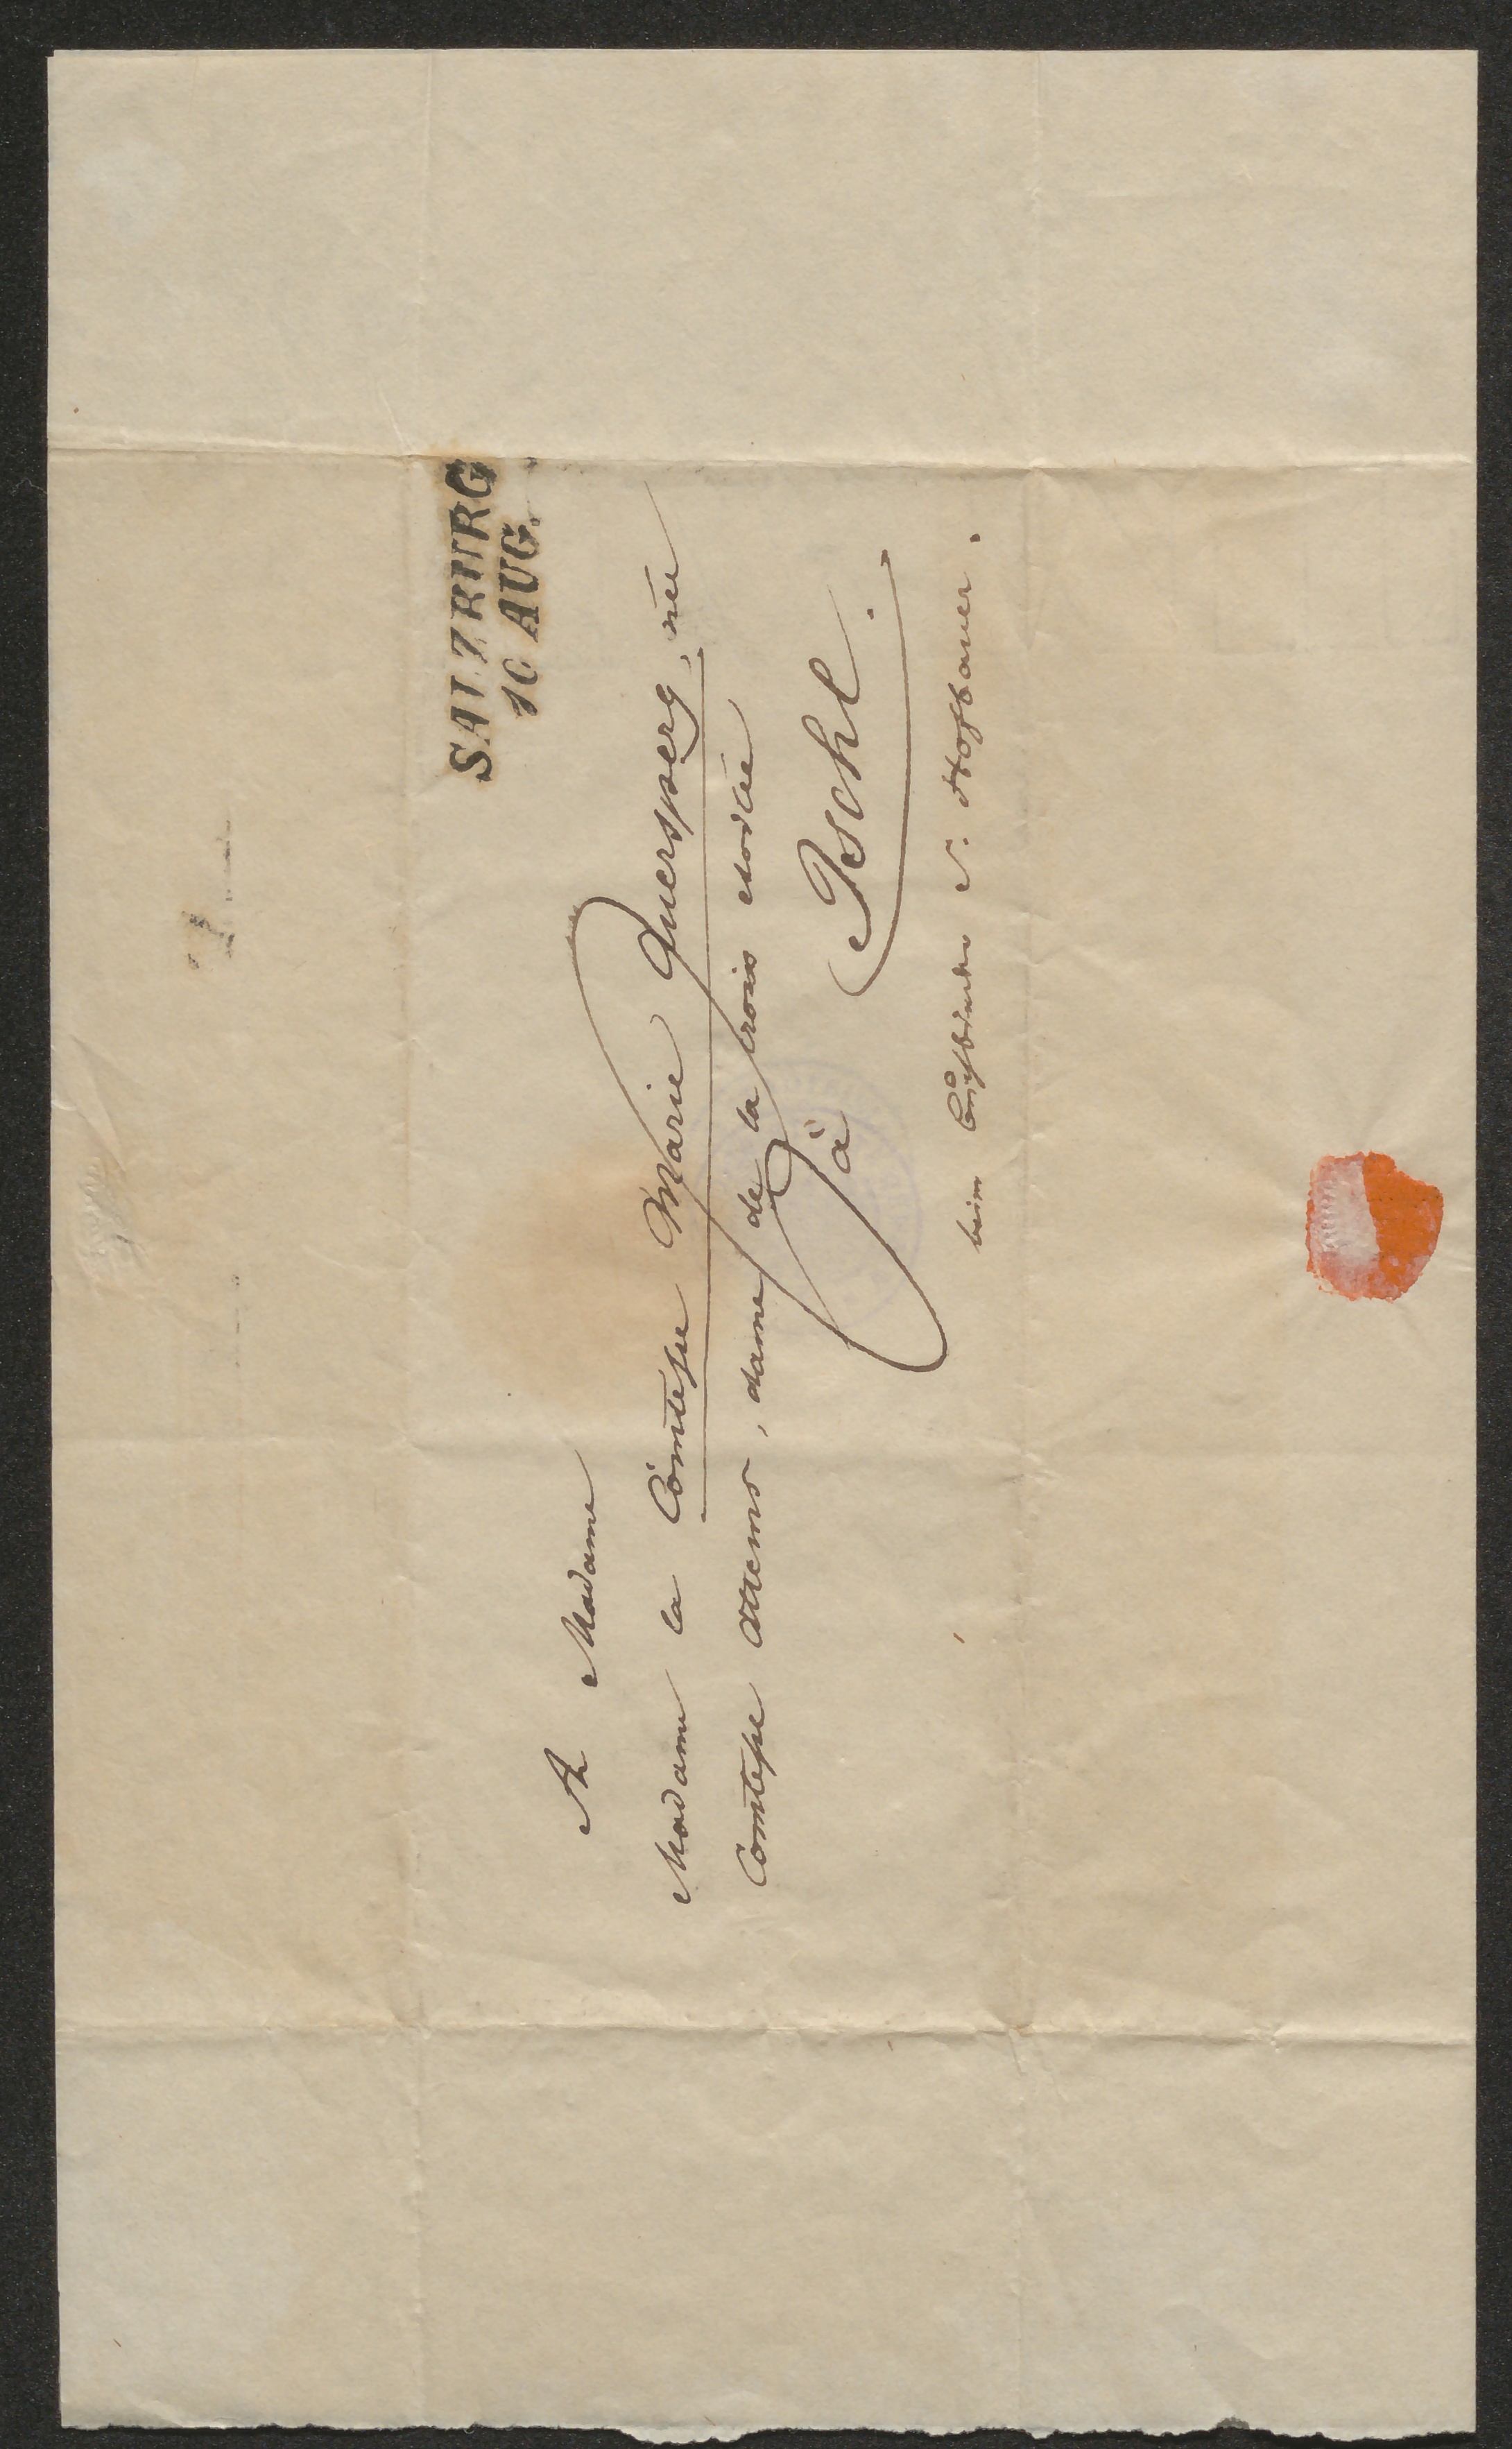 SALZBURG
10 AUG.
A Madame
Madame la Comtesse Marie Auersperg, née
Comtesse Attems, dame de la croix etoilée
à Ischl.
beim S. Hofbauer.